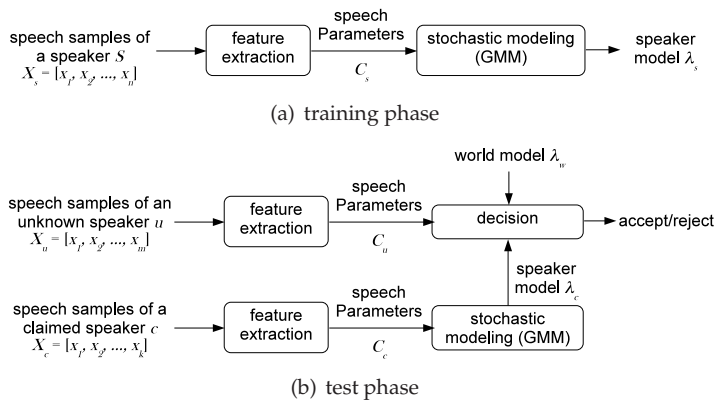 speech samples of
a speaker S
X_s = [x_1, x_2, ..., x_n]
feature
extraction
speech
Parameters
C_s
stochastic modeling
(GMM)
speaker
model λ_s
(a) training phase
world model λ_w
speech samples of an
unknown speaker u
X_u = [x_1, x_2, ..., x_m]
feature
extraction
speech
Parameters
C_u
decision
accept/reject
speaker
model λ_c
speech samples of a
claimed speaker c
X_c = [x_1, x_2, ..., x_k]
feature
extraction
speech
Parameters
C_c
stochastic
modeling (GMM)
(b) test phase